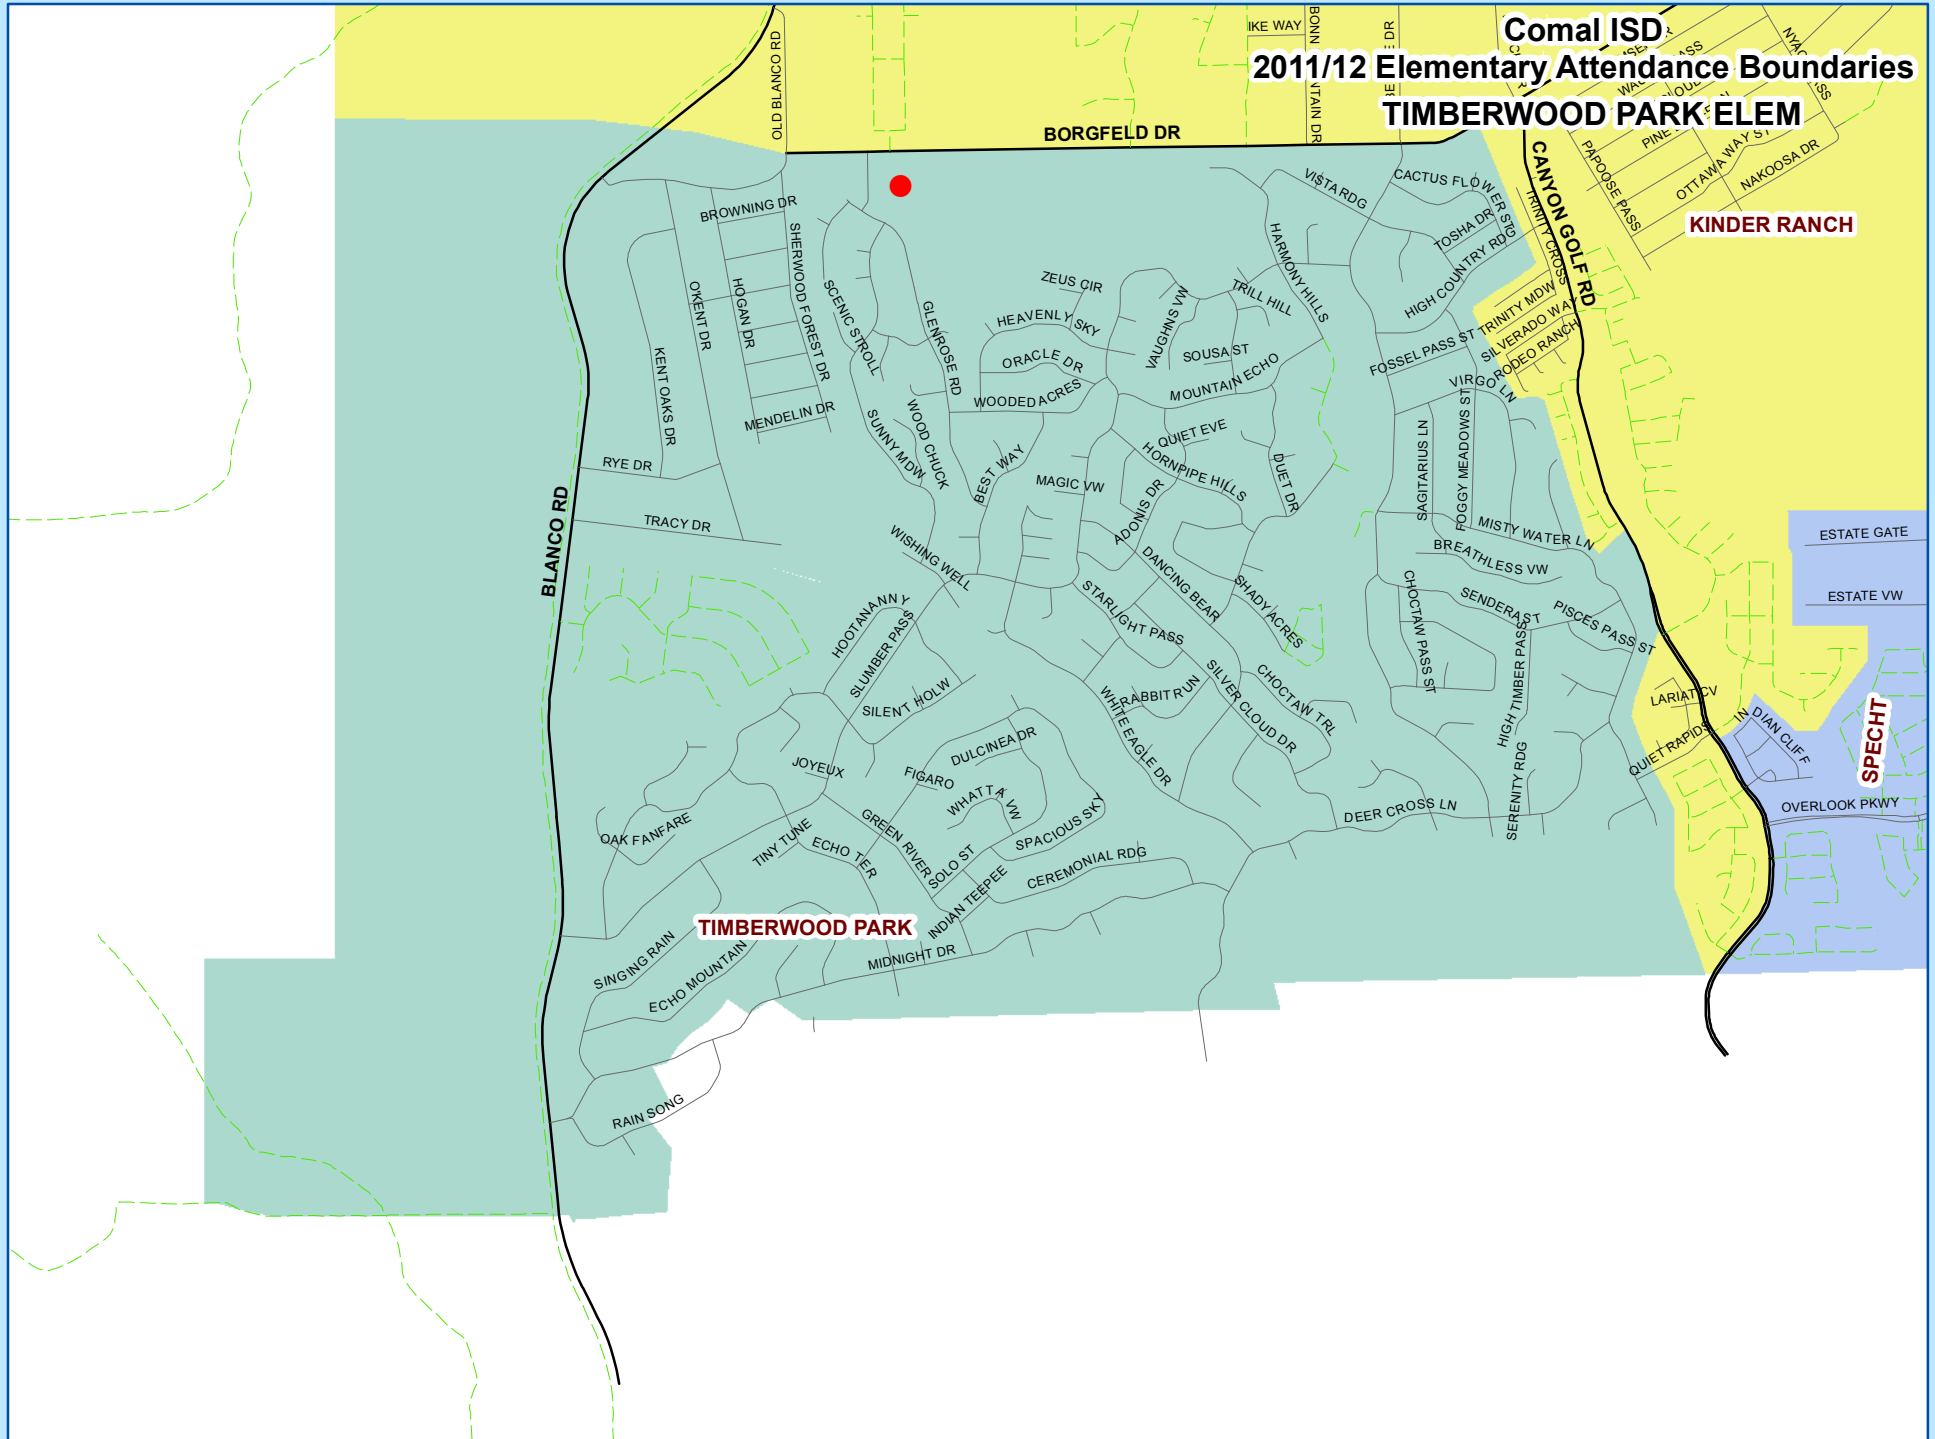 Comal ISD
2011/12 Elementary Attendance Boundaries
TIMBERWOOD PARK ELEM
IKE WAY
OLD BLANCO RD
BORGFELD DR
PAPOOSE PASS
OTTAWA WAY ST
NAKOOSA DR
KINDER RANCH
CANYON GOLF RD
VISTA RDG
CACTUS FLOWER ST
TOSHA DR
HIGH COUNTRY RDG
TRINITY CROSS
TRINITY MDW
SILVERADO WAY
RODEO RANCH
BROWNING DR
SHERWOOD FOREST DR
HOGAN DR
O'KENT DR
KENT OAKS DR
MENDELIN DR
SCENIC STROLL
GLENROSE RD
ZEUS CIR
HEAVENLY SKY
ORACLE DR
WOODED ACRES
VAUGHNS VW
TRILL HILL
HARMONY HILLS
SOUSA ST
MOUNTAIN ECHO
FOSSEL PASS ST
VIRGO LN
SAGITARIUS LN
FOGGY MEADOWS ST
SUNNY MDW
WOOD CHUCK
BEST WAY
QUIET EVE
HORNPIPE HILLS
DUET DR
MAGIC VW
ADONIS DR
RYE DR
TRACY DR
BLANCO RD
WISHING WELL
MISTY WATER LN
BREATHLESS VW
ESTATE GATE
ESTATE VW
DANCING BEAR
STARLIGHT PASS
SHADY ACRES
CHOCTAW PASS ST
SENDERA ST
PISCES PASS ST
HIGH TIMBER PASS
HOOTANANNY
SLUMBER PASS
SILENT HOLW
RABBIT RUN
WHITE EAGLE DR
SILVER CLOUD DR
CHOCTAW TRL
LARIAT CV
QUIET RAPIDS
INDIAN CLIFF
SPECHT
OVERLOOK PKWY
SERENITY RDG
DEER CROSS LN
JOYEUX
FIGARO
DULCINEA DR
WHATTA VW
SPACIOUS SKY
OAK FANFARE
TINY TUNE
ECHO TER
GREEN RIVER
SOLO ST
INDIAN TEEPEE
CEREMONIAL RDG
TIMBERWOOD PARK
SINGING RAIN
ECHO MOUNTAIN
MIDNIGHT DR
RAIN SONG